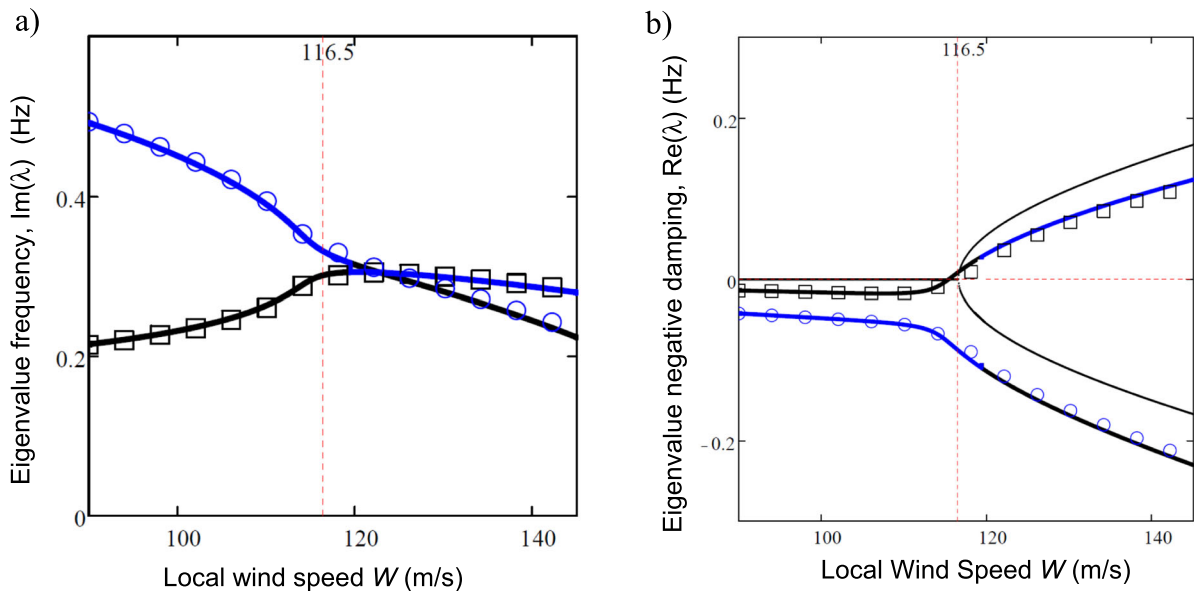 a)
116.5
Eigenvalue frequency, Im(λ) (Hz)
0.4
0.2
0
100
120
140
Local wind speed W (m/s)
b)
116.5
Eigenvalue negative damping, Re(λ) (Hz)
0.2
0
-0.2
100
120
140
Local Wind Speed W (m/s)